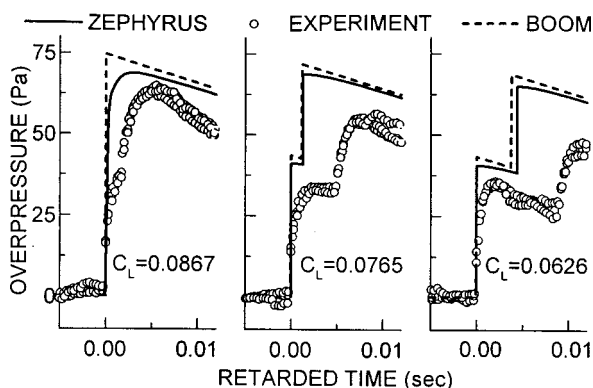 ZEPHYRUS EXPERIMENT BOOM
OVERPRESSURE (Pa)
75
50
25
0
C_L=0.0867
C_L=0.0765
C_L=0.0626
0.00 0.01 0.00 0.01 0.00 0.01
RETARDED TIME (sec)